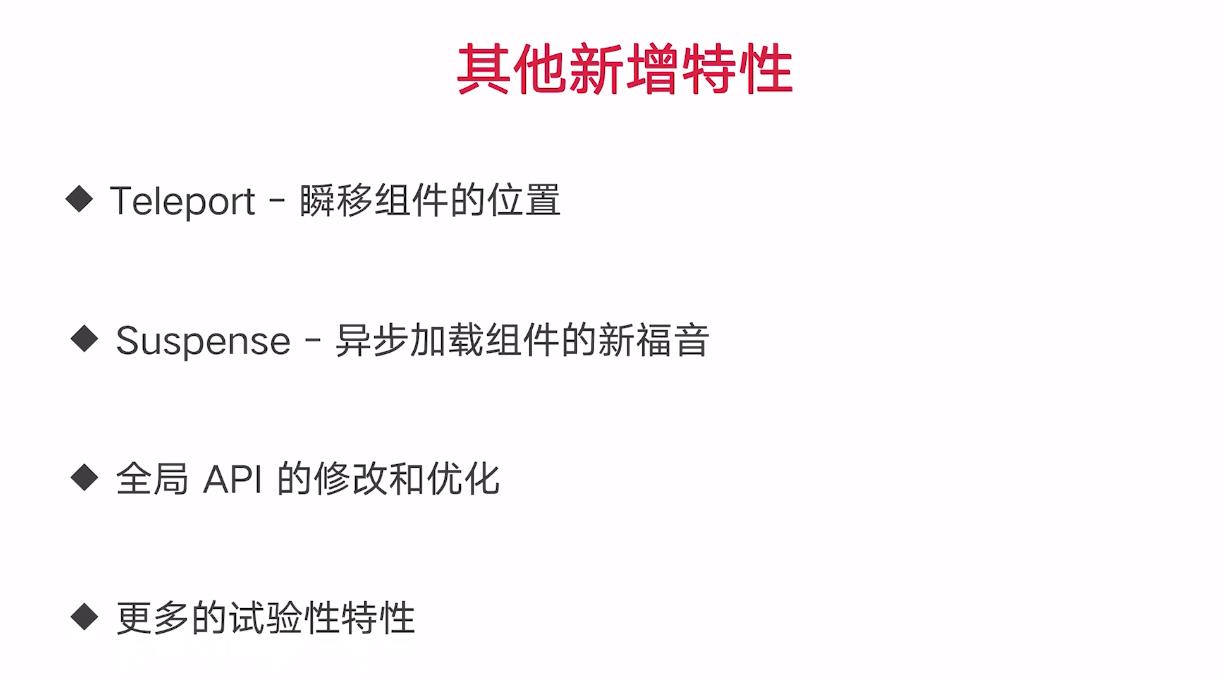 其他新增特性
◆ Teleport - 瞬移组件的位置
◆ Suspense - 异步加载组件的新福音
◆ 全局 API 的修改和优化
◆ 更多的试验性特性